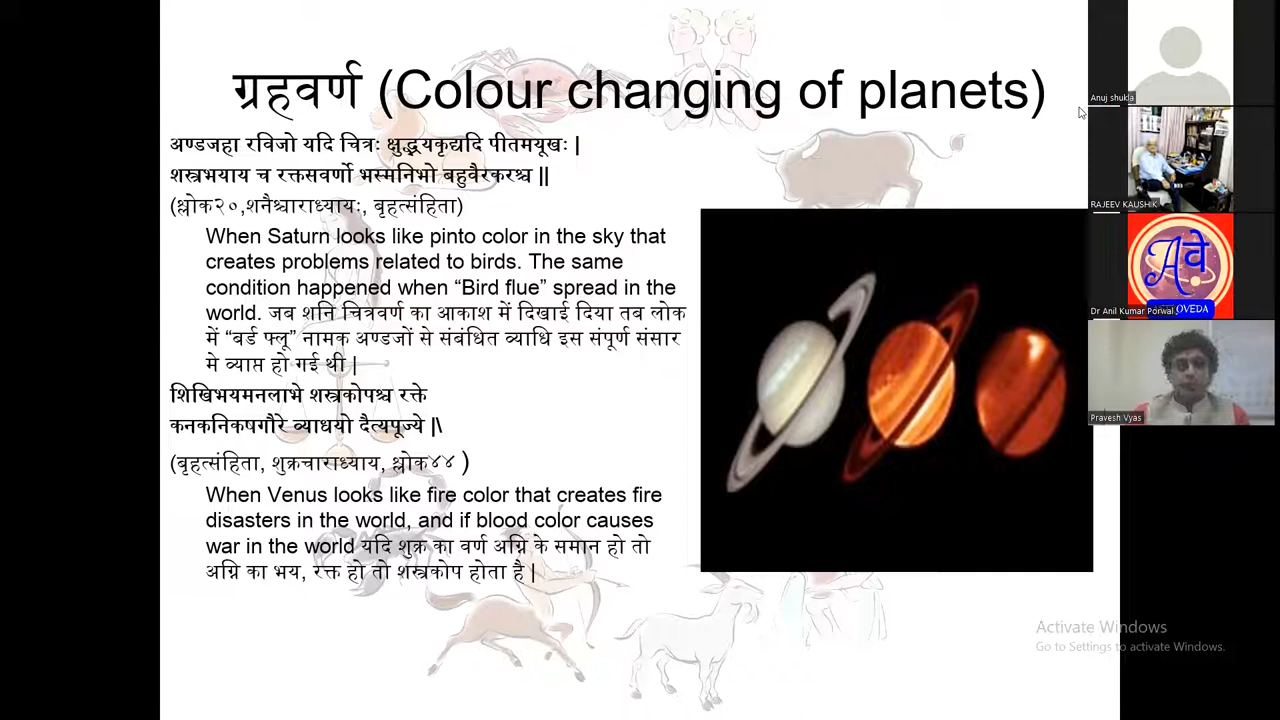 ग्रहवर्ण (Colour changing of planets)
अण्डजहा रविजो यदि चित्रः क्षुद्भयकृद्यदि पीतमयूखः |
शस्त्रभयाय च रक्तसवर्णो भस्मनिभो बहुवैरकरश्च ||
(श्लोक२०,शनैश्चाराध्यायः, बृहत्संहिता)
When Saturn looks like pinto color in the sky that
creates problems related to birds. The same
condition happened when “Bird flue” spread in the
world. जब शनि चित्रवर्ण का आकाश में दिखाई दिया तब लोक
में “बर्ड फ्लू” नामक अण्डजों से संबंधित व्याधि इस संपूर्ण संसार
मे व्याप्त हो गई थी |
शिखिभयमनलाभे शस्त्रकोपश्च रक्ते
कनकनिकषगौरे व्याधयो दैत्यपूज्ये |\
(बृहत्संहिता, शुक्रचाराध्याय, श्लोक४४ )
When Venus looks like fire color that creates fire
disasters in the world, and if blood color causes
war in the world यदि शुक्र का वर्ण अग्नि के समान हो तो
अग्नि का भय, रक्त हो तो शस्त्रकोप होता है |
Anuj shukla
RAJEEV KAUSHIK
Aवे
Dr Anil Kumar Porwal
Pravesh Vyas
Activate Windows
Go to Settings to activate Windows.